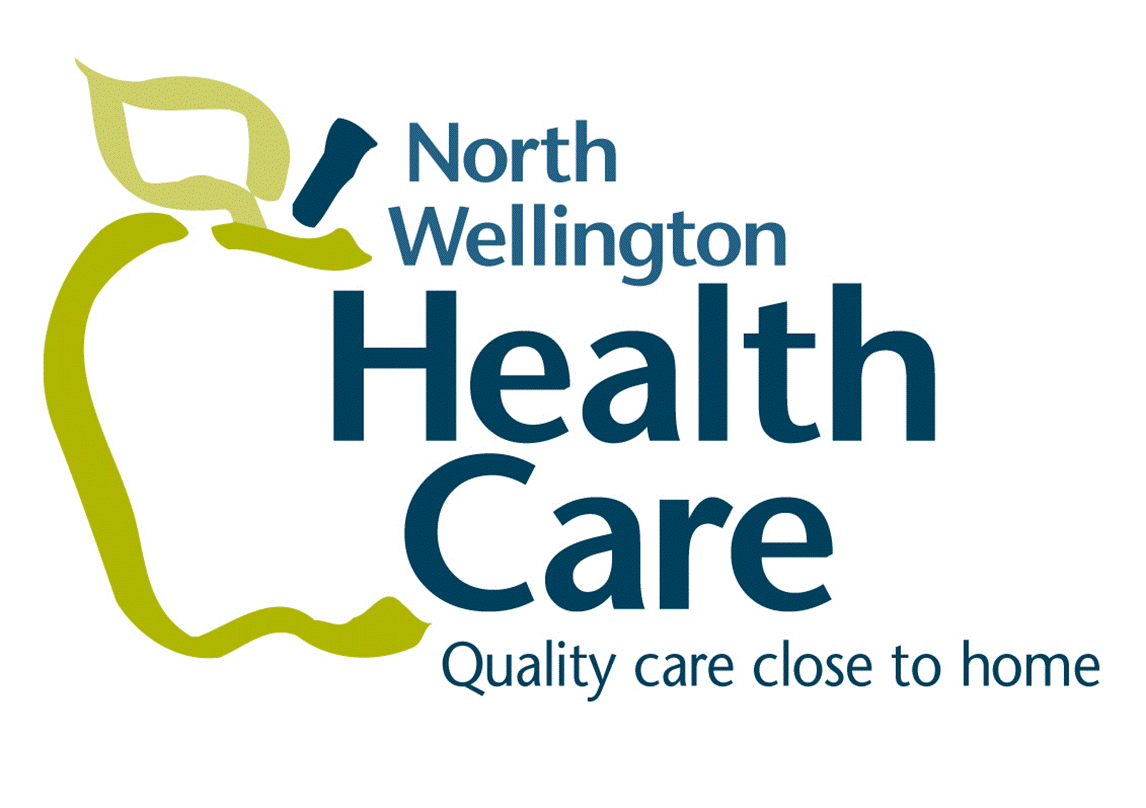 North
Wellington
Health
Care
Quality care close to home